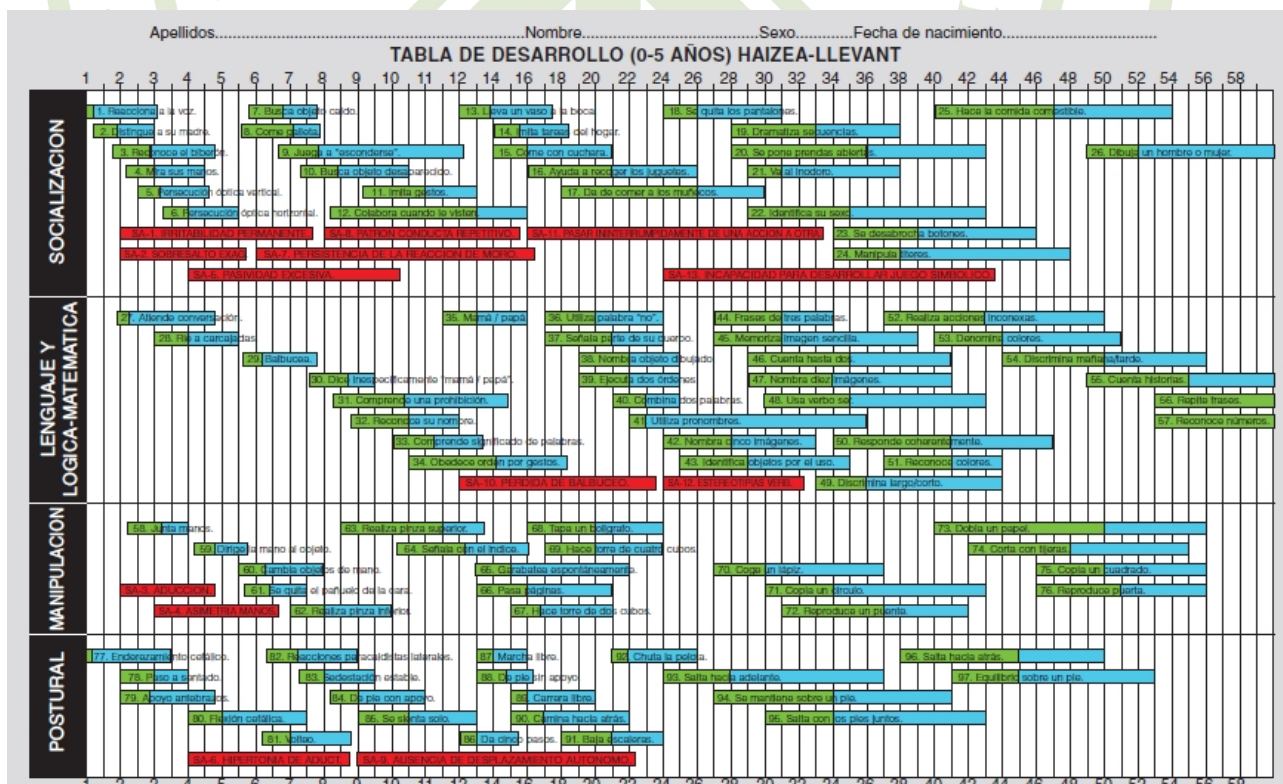 Apellidos...............................................................Nombre...........................................Sexo..........Fecha de nacimiento.............................
TABLA DE DESARROLLO (0-5 AÑOS) HAIZEA-LLEVANT
1 2 3 4 5 6 7 8 9 10 12 14 16 18 20 22 24 26 28 30 32 34 36 38 40 42 44 46 48 50 52 54 56 58
SOCIALIZACION
1. Reacciona a la voz. 7. Busca objeto caído. 13. Lleva un vaso a la boca. 18. Se quita los pantalones. 25. Hace la comida comestible.
2. Distingue a su madre. 8. Come galleta. 14. Imita tareas del hogar. 19. Dramatiza secuencias.
3. Reconoce el biberón. 9. Juega a "esconderse". 15. Come con cuchara. 20. Se pone prendas abiertas. 26. Dibuja un hombre o mujer.
4. Mira sus manos. 10. Busca objeto desaparecido. 16. Ayuda a recoger los juguetes. 21. Va al inodoro.
5. Persecución óptica vertical. 11. Imita gestos. 17. Da de comer a los muñecos.
6. Persecución óptica horizontal. 12. Colabora cuando le visten. 22. Identifica su sexo.
SA-1. IRRITABILIDAD PERMANENTE. SA-8. PATRON CONDUCTA REPETITIVO. SA-11. PASAR ININTERRUMPIDAMENTE DE UNA ACCION A OTRA. 23. Se desabrocha botones.
SA-2. SOBRESALTO EXAG. SA-7. PERSISTENCIA DE LA REACCION DE MORO. 24. Manipula títeres.
SA-5. PASIVIDAD EXCESIVA. SA-13. INCAPACIDAD PARA DESARROLLAR JUEGO SIMBOLICO.
LENGUAJE Y
LOGICA-MATEMATICA
27. Atiende conversación. 35. Mamá / papá. 36. Utiliza palabra "no". 44. Frases de tres palabras. 52. Realiza acciones inconexas.
28. Ríe a carcajadas. 37. Señala parte de su cuerpo. 45. Memoriza imagen sencilla. 53. Denomina colores.
29. Balbucea. 38. Nombra objeto dibujado. 46. Cuenta hasta dos. 54. Discrimina mañana/tarde.
30. Dice inespecíficamente "mamá / papá". 39. Ejecuta dos órdenes. 47. Nombra diez imágenes. 55. Cuenta historias.
31. Comprende una prohibición. 40. Combina dos palabras. 48. Usa verbo ser. 56. Repite frases.
32. Reconoce su nombre. 41. Utiliza pronombres. 57. Reconoce números.
33. Comprende significado de palabras. 42. Nombra cinco imágenes. 50. Responde coherentemente.
34. Obedece orden por gestos. 43. Identifica objetos por el uso. 51. Reconoce colores.
SA-10. PERDIDA DE BALBUCEO. SA-12. ESTEREOTIPIAS VERB. 49. Discrimina largo/corto.
MANIPULACION
58. Junta manos. 63. Realiza pinza superior. 68. Tapa un bolígrafo. 73. Dobla un papel.
59. Dirige la mano al objeto. 64. Señala con el índice. 69. Hace torre de cuatro cubos. 74. Corta con tijeras.
60. Cambia objetos de mano. 65. Garabatea espontáneamente. 70. Coge un lápiz. 75. Copia un cuadrado.
SA-3. ADUCCION. 61. Se quita el pañuelo de la cara. 66. Pasa páginas. 71. Copia un círculo. 76. Reproduce puerta.
SA-4. ASIMETRIA MANOS. 62. Realiza pinza inferior. 67. Hace torre de dos cubos. 72. Reproduce un puente.
POSTURAL
77. Enderezamiento cefálico. 82. Reacciones paracaidistas laterales. 87. Marcha libre. 92. Chuta la pelota. 96. Salta hacia atrás.
78. Paso a sentado. 83. Sedestación estable. 88. De pie sin apoyo. 93. Salta hacia adelante. 97. Equilibrio sobre un pie.
79. Apoyo antebrazos. 84. De pie con apoyo. 89. Carrera libre. 94. Se mantiene sobre un pie.
80. Flexión cefálica. 85. Se sienta solo. 90. Camina hacia atrás. 95. Salta con los pies juntos.
81. Volteo. 86. Da cinco pasos. 91. Baja escaleras.
SA-6. HIPERTONIA DE ADUCT. SA-9. AUSENCIA DE DESPLAZAMIENTO AUTONOMO.
1 2 3 4 5 6 7 8 9 10 12 14 16 18 20 22 24 26 28 30 32 34 36 38 40 42 44 46 48 50 52 54 56 58